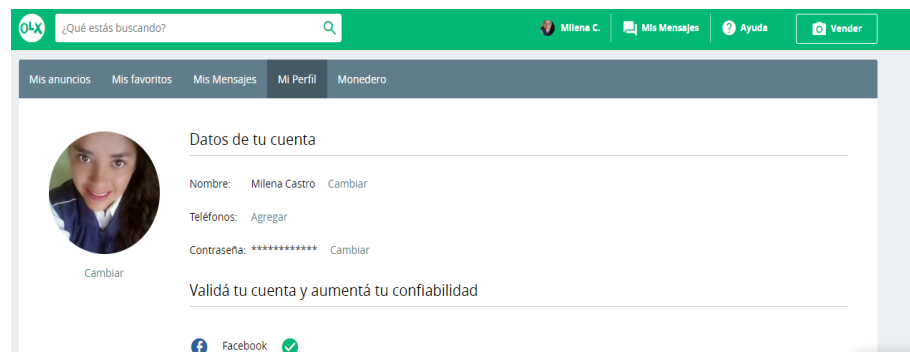 OLX ¿Qué estás buscando? Milena C. Mis Mensajes ? Ayuda Vender
Mis anuncios Mis favoritos Mis Mensajes Mi Perfil Monedero
Datos de tu cuenta
Nombre: Milena Castro Cambiar
Teléfonos: Agregar
Contraseña: ************ Cambiar
Cambiar
Validá tu cuenta y aumentá tu confiabilidad
f Facebook